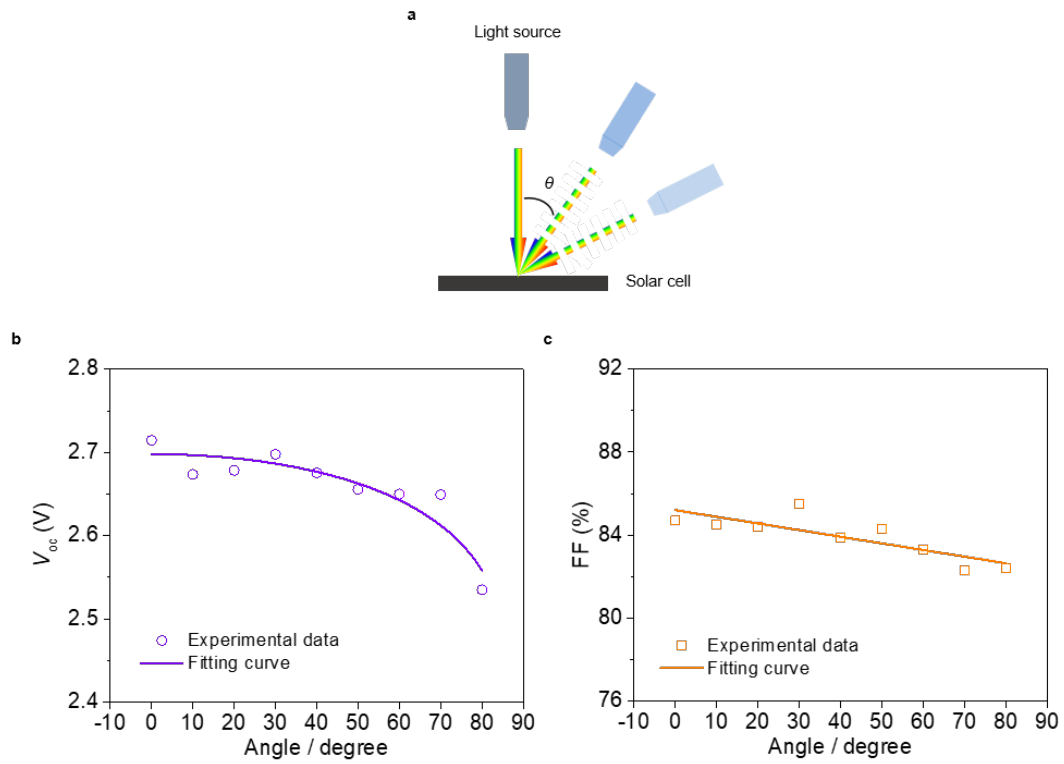 a
Light source
θ
Solar cell
b
2.8
2.7
2.6
2.5
2.4
V oc (V)
Experimental data
Fitting curve
-10 0 10 20 30 40 50 60 70 80 90
Angle / degree
c
92
88
84
80
76
FF (%)
Experimental data
Fitting curve
-10 0 10 20 30 40 50 60 70 80 90
Angle / degree